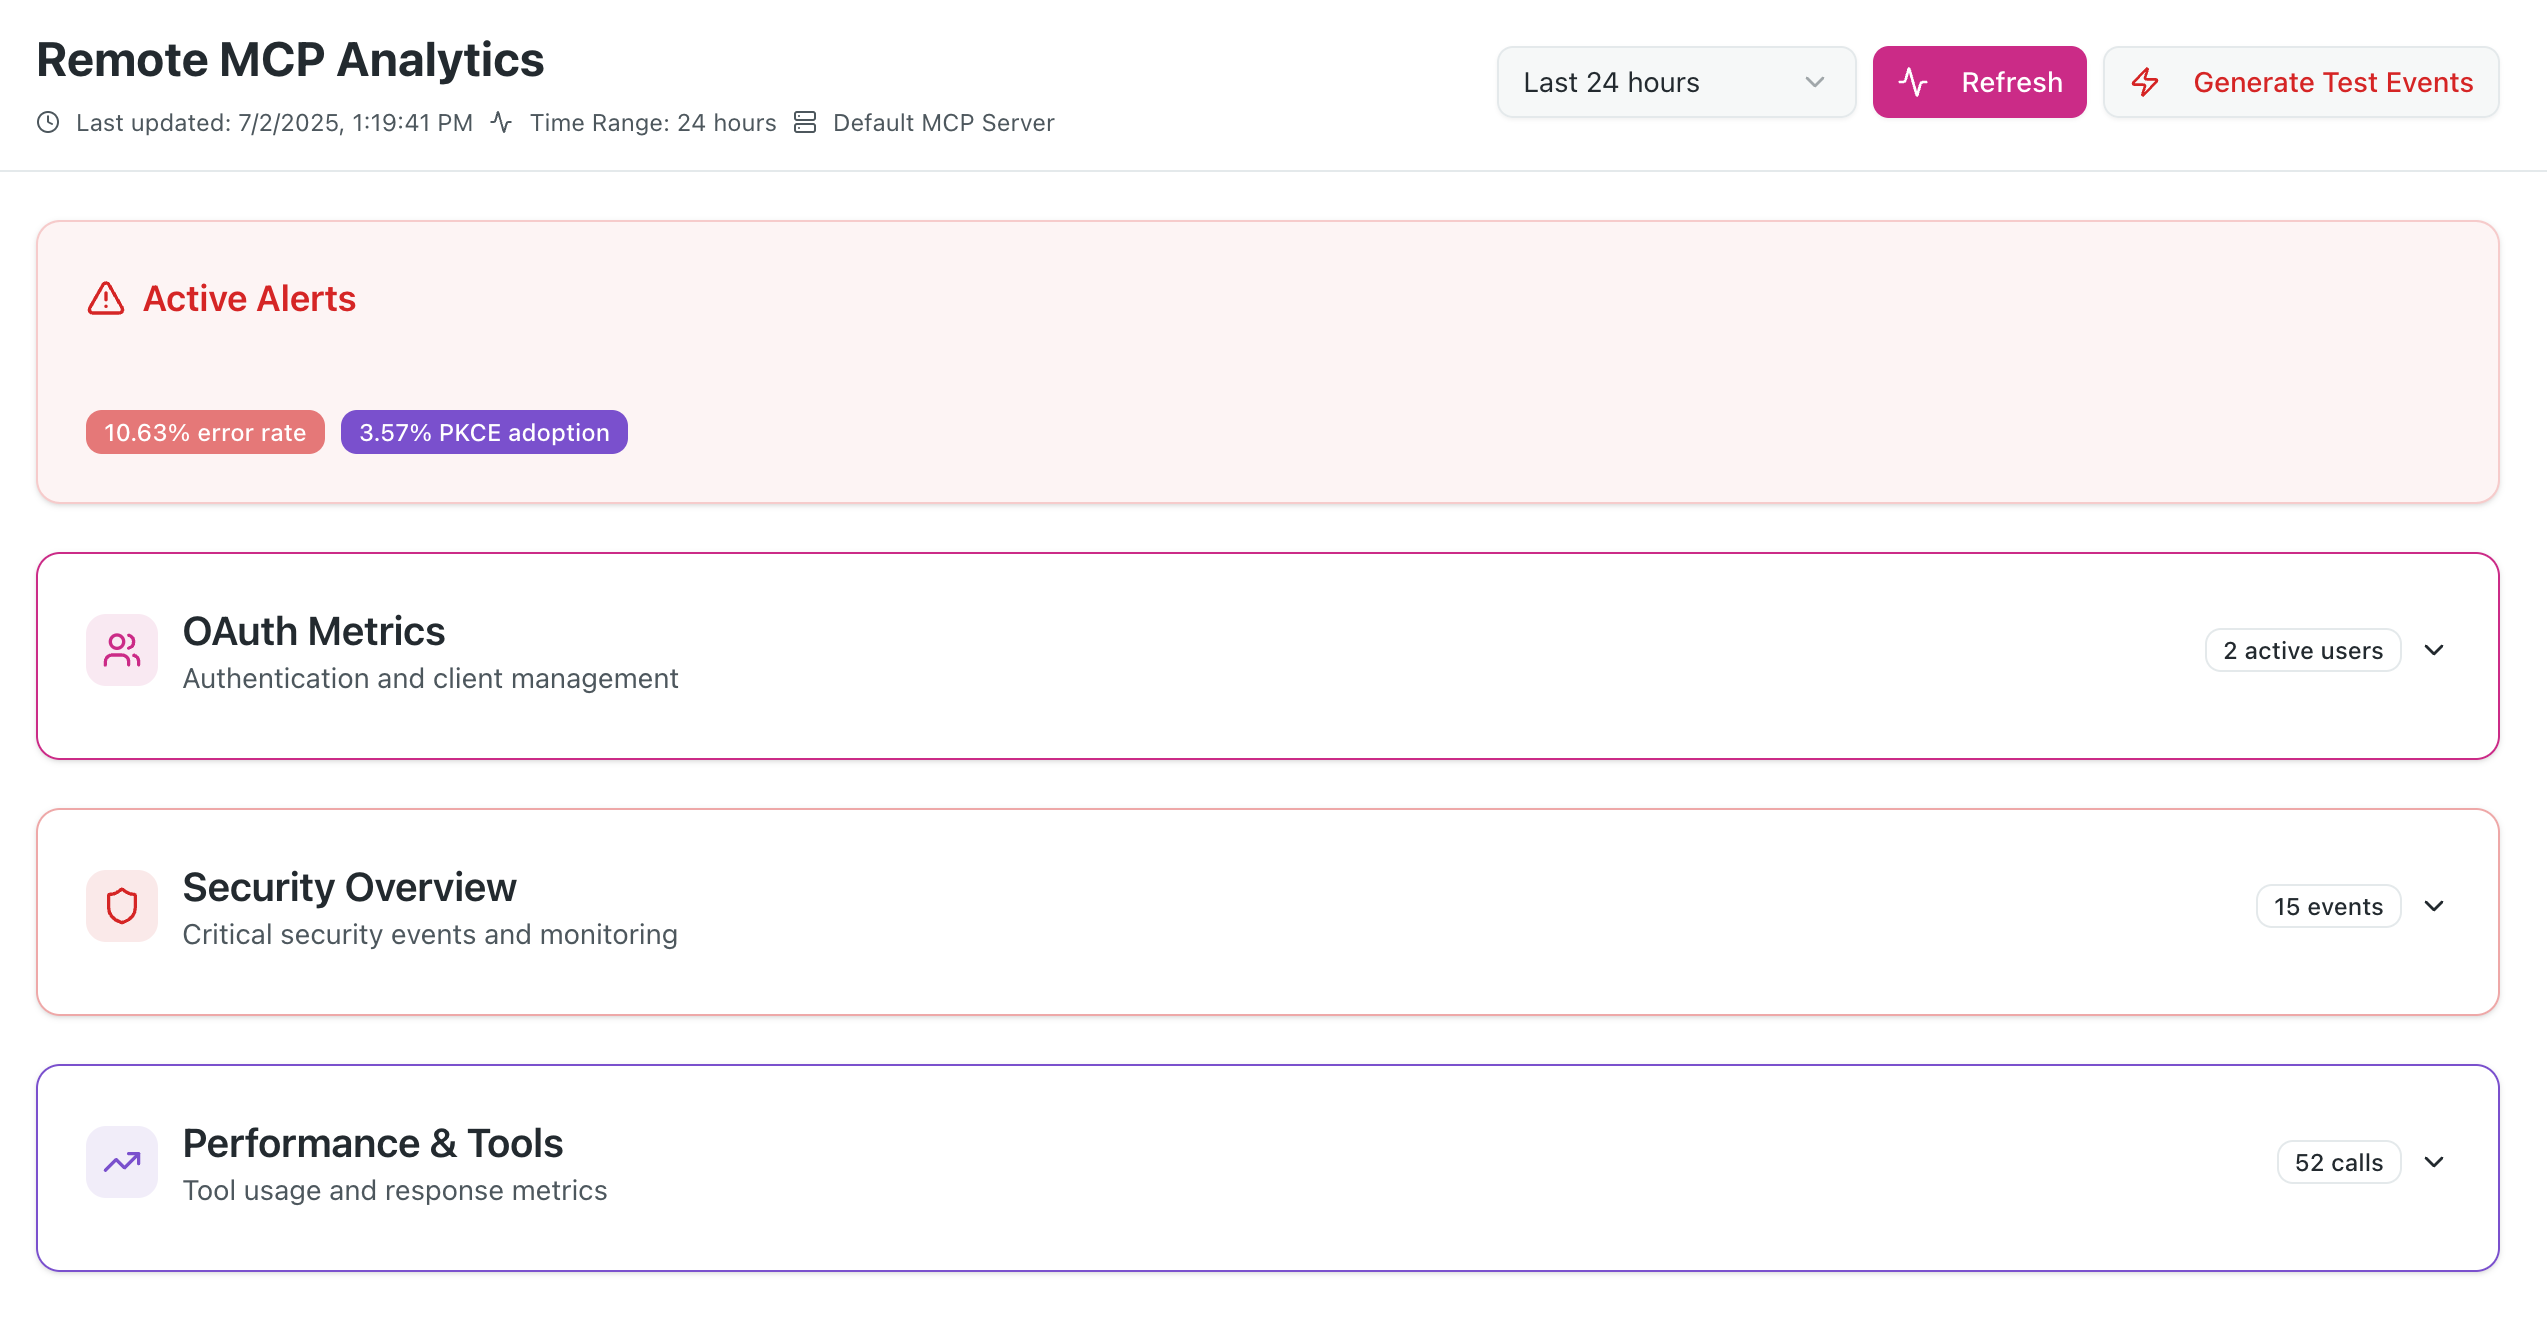 Remote MCP Analytics
Last updated: 7/2/2025, 1:19:41 PM Time Range: 24 hours Default MCP Server
Last 24 hours
Refresh
Generate Test Events
Active Alerts
10.63% error rate
3.57% PKCE adoption
OAuth Metrics
Authentication and client management
2 active users
Security Overview
Critical security events and monitoring
15 events
Performance & Tools
Tool usage and response metrics
52 calls